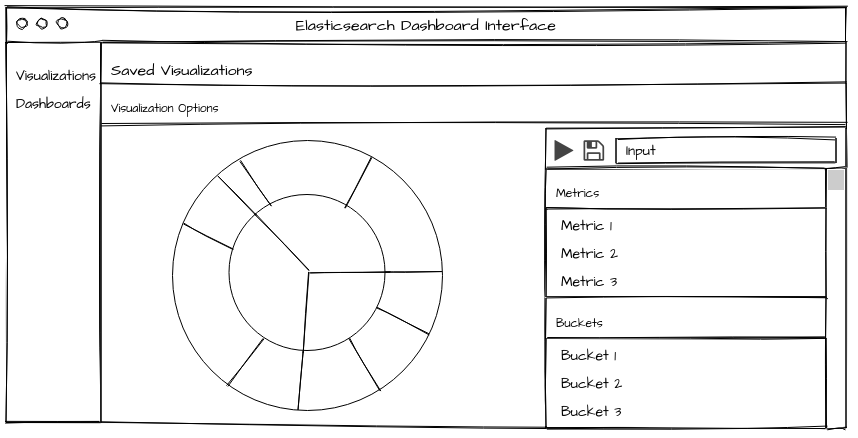 Elasticsearch Dashboard Interface
Visualizations
Dashboards
Saved Visualizations
Visualization Options
Input
Metrics
Metric 1
Metric 2
Metric 3
Buckets
Bucket 1
Bucket 2
Bucket 3